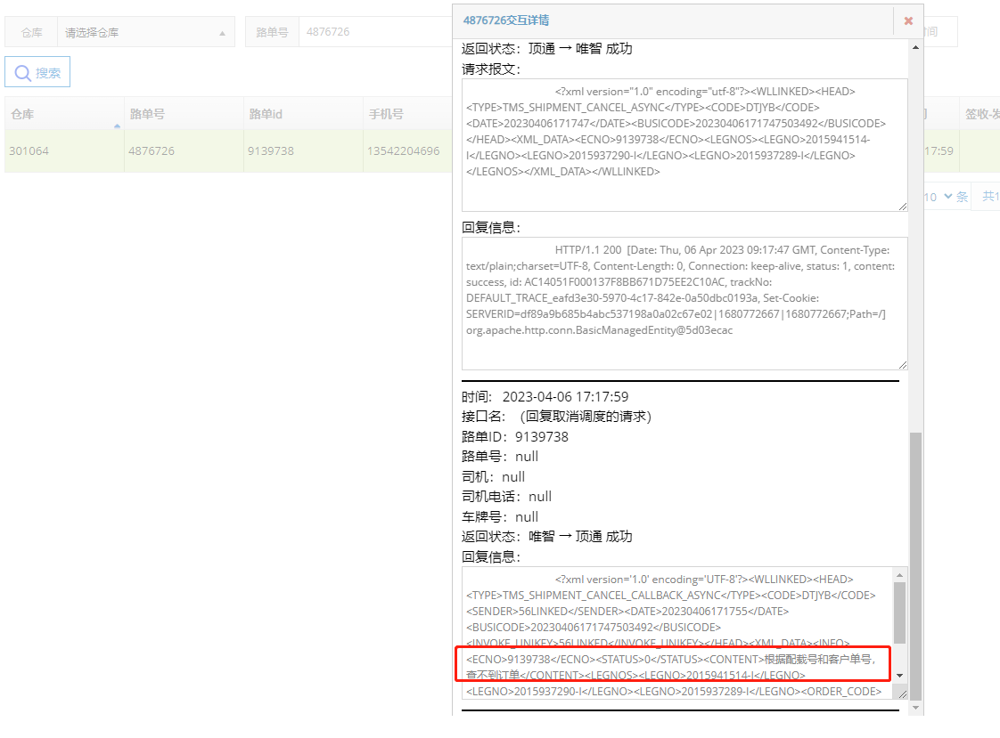 仓库
请选择仓库
路单号
4876726
间
搜索
仓库
路单号
路单id
手机号
签收-发
301064
4876726
9139738
13542204696
17:59
10
条
共1
4876726交互详情
返回状态：顶通 → 唯智 成功
请求报文：
<?xml version="1.0" encoding="utf-8"?><WLLINKED><HEAD>
<TYPE>TMS_SHIPMENT_CANCEL_ASYNC</TYPE><CODE>DTJYB</CODE>
<DATE>20230406171747</DATE><BUSICODE>20230406171747503492</BUSICODE>
</HEAD><XML_DATA><ECNO>9139738</ECNO><LEGNOS><LEGNO>2015941514-
I</LEGNO><LEGNO>2015937290-I</LEGNO><LEGNO>2015937289-I</LEGNO>
</LEGNOS></XML_DATA></WLLINKED>
回复信息：
HTTP/1.1 200  [Date: Thu, 06 Apr 2023 09:17:47 GMT, Content-Type:
text/plain;charset=UTF-8, Content-Length: 0, Connection: keep-alive, status: 1, content:
success, id: AC14051F000137F8BB671D75EE2C10AC, trackNo:
DEFAULT_TRACE_eafd3e30-5970-4c17-842e-0a50dbc0193a, Set-Cookie:
SERVERID=df89a9b685b4abc537198a0a02c67e02|1680772667|1680772667;Path=/]
org.apache.http.conn.BasicManagedEntity@5d03ecac
时间：  2023-04-06 17:17:59
接口名：  （回复取消调度的请求）
路单ID：9139738
路单号：null
司机：null
司机电话：null
车牌号：null
返回状态：唯智 → 顶通 成功
回复信息：
<?xml version='1.0' encoding='UTF-8'?><WLLINKED><HEAD>
<TYPE>TMS_SHIPMENT_CANCEL_CALLBACK_ASYNC</TYPE><CODE>DTJYB</CODE>
<SENDER>56LINKED</SENDER><DATE>20230406171755</DATE>
<BUSICODE>20230406171747503492</BUSICODE>
<INVOKE_UNIKEY>56LINKED</INVOKE_UNIKEY></HEAD><XML_DATA><INFO>
<ECNO>9139738</ECNO><STATUS>0</STATUS><CONTENT>根据配载号和客户单号，
查不到订单</CONTENT><LEGNOS><LEGNO>2015941514-I</LEGNO>
<LEGNO>2015937290-I</LEGNO><LEGNO>2015937289-I</LEGNO><ORDER_CODE>